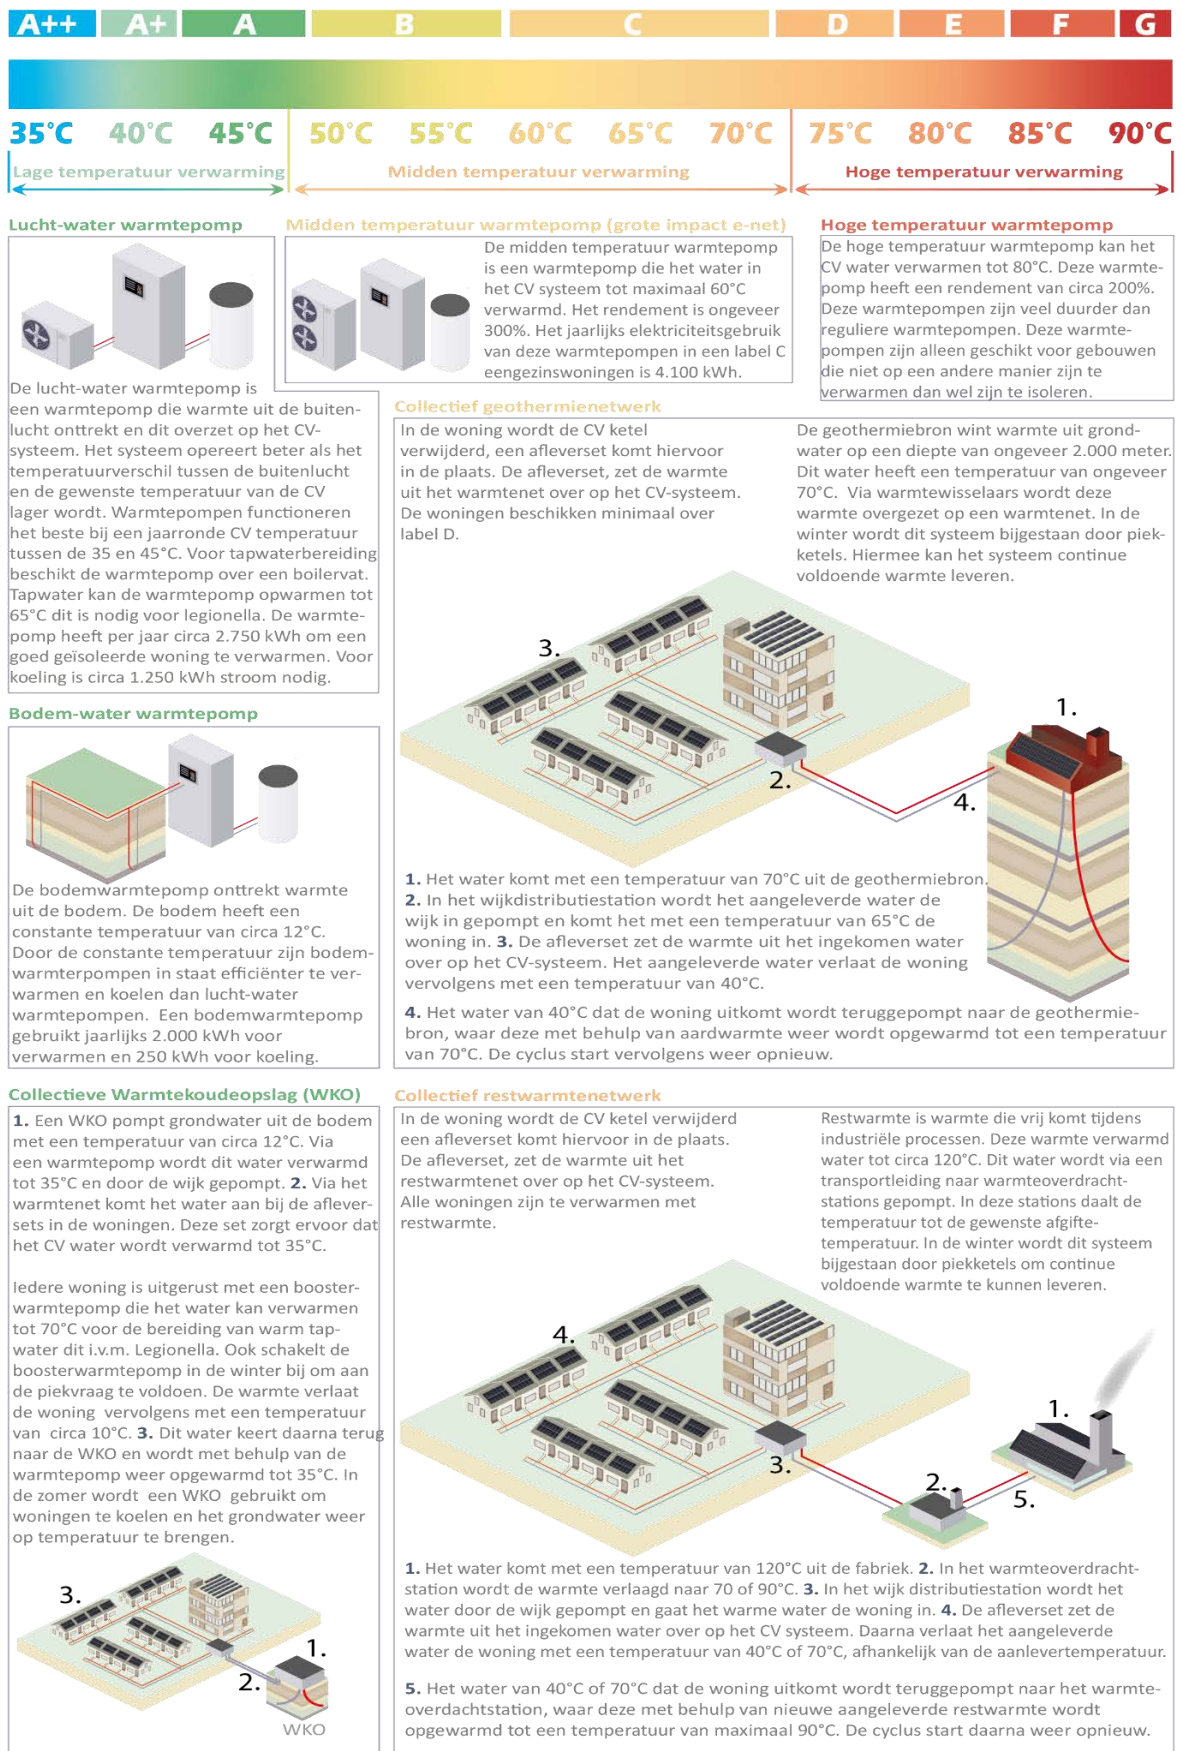 A++ A+ A B C D E F G
35°C 40°C 45°C 50°C 55°C 60°C 65°C 70°C 75°C 80°C 85°C 90°C
Lage temperatuur verwarming Midden temperatuur verwarming Hoge temperatuur verwarming
Lucht-water warmtepomp
De lucht-water warmtepomp is
een warmtepomp die warmte uit de buiten-
lucht onttrekt en dit overzet op het CV-
systeem. Het systeem opereert beter als het
temperatuurverschil tussen de buitenlucht
en de gewenste temperatuur van de CV
lager wordt. Warmtepompen functioneren
het beste bij een jaarronde CV temperatuur
tussen de 35 en 45°C. Voor tapwaterbereiding
beschikt de warmtepomp over een boilervat.
Tapwater kan de warmtepomp opwarmen tot
65°C dit is nodig voor legionella. De warmte-
pomp heeft per jaar circa 2.750 kWh om een
goed geïsoleerde woning te verwarmen. Voor
koeling is circa 1.250 kWh stroom nodig.
Midden temperatuur warmtepomp (grote impact e-net)
De midden temperatuur warmtepomp
is een warmtepomp die het water in
het CV systeem tot maximaal 60°C
verwarmd. Het rendement is ongeveer
300%. Het jaarlijks elektriciteitsgebruik
van deze warmtepompen in een label C
eengezinswoningen is 4.100 kWh.
Hoge temperatuur warmtepomp
De hoge temperatuur warmtepomp kan het
CV water verwarmen tot 80°C. Deze warmte-
pomp heeft een rendement van circa 200%.
Deze warmtepompen zijn veel duurder dan
reguliere warmtepompen. Deze warmte-
pompen zijn alleen geschikt voor gebouwen
die niet op een andere manier zijn te
verwarmen dan wel zijn te isoleren.
Collectief geothermienetwerk
In de woning wordt de CV ketel
verwijderd, een afleverset komt hiervoor
in de plaats. De afleverset, zet de warmte
uit het warmtenet over op het CV-systeem.
De woningen beschikken minimaal over
label D.
De geothermiebron wint warmte uit grond-
water op een diepte van ongeveer 2.000 meter.
Dit water heeft een temperatuur van ongeveer
70°C. Via warmtewisselaars wordt deze
warmte overgezet op een warmtenet. In de
winter wordt dit systeem bijgestaan door piek-
ketels. Hiermee kan het systeem continue
voldoende warmte leveren.
3.
1.
2.
4.
1. Het water komt met een temperatuur van 70°C uit de geothermiebron.
2. In het wijkdistributiestation wordt het aangeleverde water de
wijk in gepompt en komt het met een temperatuur van 65°C de
woning in. 3. De afleverset zet de warmte uit het ingekomen water
over op het CV-systeem. Het aangeleverde water verlaat de woning
vervolgens met een temperatuur van 40°C.
4. Het water van 40°C dat de woning uitkomt wordt teruggepompt naar de geothermie-
bron, waar deze met behulp van aardwarmte weer wordt opgewarmd tot een temperatuur
van 70°C. De cyclus start vervolgens weer opnieuw.
Bodem-water warmtepomp
De bodemwarmtepomp onttrekt warmte
uit de bodem. De bodem heeft een
constante temperatuur van circa 12°C.
Door de constante temperatuur zijn bodem-
warmterpompen in staat efficiënter te ver-
warmen en koelen dan lucht-water
warmtepompen. Een bodemwarmtepomp
gebruikt jaarlijks 2.000 kWh voor
verwarmen en 250 kWh voor koeling.
Collectieve Warmtekoudeopslag (WKO)
1. Een WKO pompt grondwater uit de bodem
met een temperatuur van circa 12°C. Via
een warmtepomp wordt dit water verwarmd
tot 35°C en door de wijk gepompt. 2. Via het
warmtenet komt het water aan bij de aflever-
sets in de woningen. Deze set zorgt ervoor dat
het CV water wordt verwarmd tot 35°C.
Iedere woning is uitgerust met een booster-
warmtepomp die het water kan verwarmen
tot 70°C voor de bereiding van warm tap-
water dit i.v.m. Legionella. Ook schakelt de
boosterwarmtepomp in de winter bij om aan
de piekvraag te voldoen. De warmte verlaat
de woning vervolgens met een temperatuur
van circa 10°C. 3. Dit water keert daarna terug
naar de WKO en wordt met behulp van de
warmtepomp weer opgewarmd tot 35°C. In
de zomer wordt een WKO gebruikt om
woningen te koelen en het grondwater weer
op temperatuur te brengen.
3.
1.
2.
WKO
Collectief restwarmtenetwerk
In de woning wordt de CV ketel verwijderd
een afleverset komt hiervoor in de plaats.
De afleverset, zet de warmte uit het
restwarmtenet over op het CV-systeem.
Alle woningen zijn te verwarmen met
restwarmte.
Restwarmte is warmte die vrij komt tijdens
industriële processen. Deze warmte verwarmd
water tot circa 120°C. Dit water wordt via een
transportleiding naar warmteoverdracht-
stations gepompt. In deze stations daalt de
temperatuur tot de gewenste afgifte-
temperatuur. In de winter wordt dit systeem
bijgestaan door piekketels om continue
voldoende warmte te kunnen leveren.
4.
1.
3.
2.
5.
1. Het water komt met een temperatuur van 120°C uit de fabriek. 2. In het warmteoverdracht-
station wordt de warmte verlaagd naar 70 of 90°C. 3. In het wijk distributiestation wordt het
water door de wijk gepompt en gaat het warme water de woning in. 4. De afleverset zet de
warmte uit het ingekomen water over op het CV systeem. Daarna verlaat het aangeleverde
water de woning met een temperatuur van 40°C of 70°C, afhankelijk van de aanlevertemperatuur.
5. Het water van 40°C of 70°C dat de woning uitkomt wordt teruggepompt naar het warmte-
overdachtstation, waar deze met behulp van nieuwe aangeleverde restwarmte wordt
opgewarmd tot een temperatuur van maximaal 90°C. De cyclus start daarna weer opnieuw.